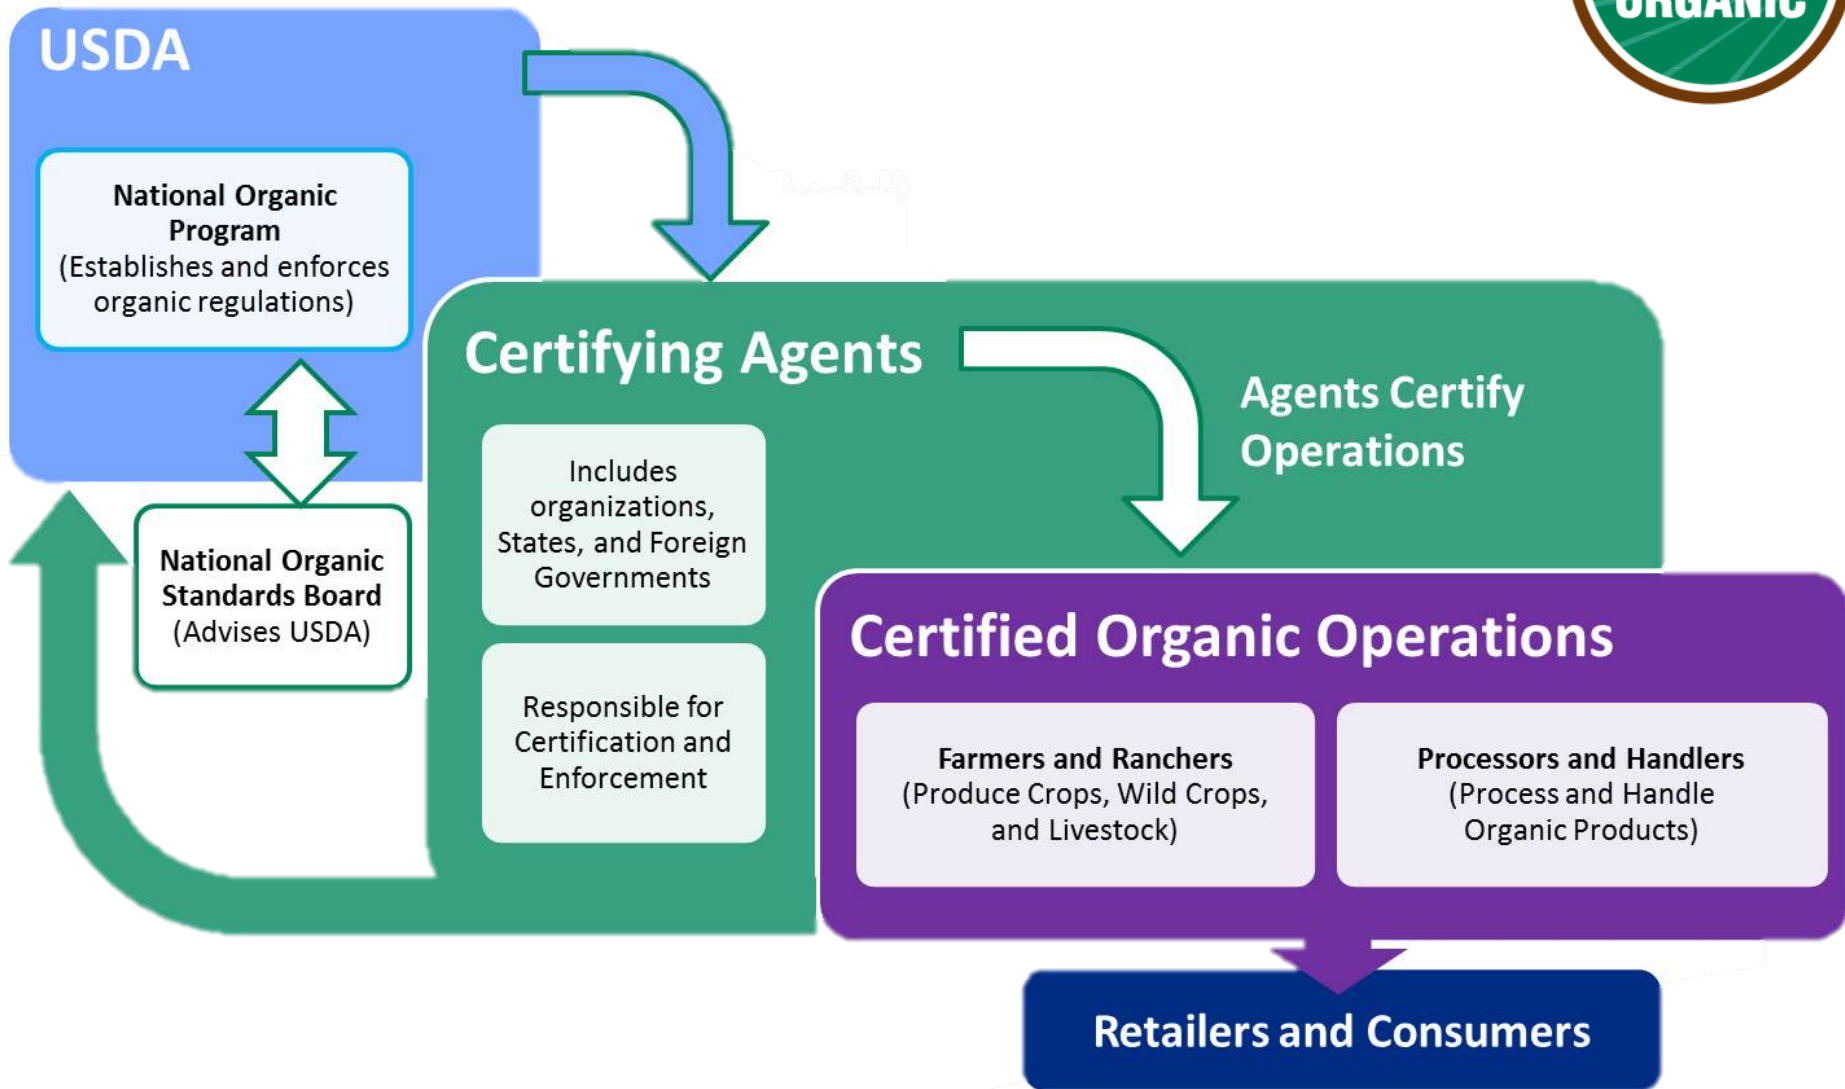 ORGANIC
USDA
National Organic
Program
(Establishes and enforces
organic regulations)
Certifying Agents
Agents Certify
Operations
Includes
organizations,
States, and Foreign
Governments
National Organic
Standards Board
(Advises USDA)
Responsible for
Certification and
Enforcement
Certified Organic Operations
Farmers and Ranchers
(Produce Crops, Wild Crops,
and Livestock)
Processors and Handlers
(Process and Handle
Organic Products)
Retailers and Consumers